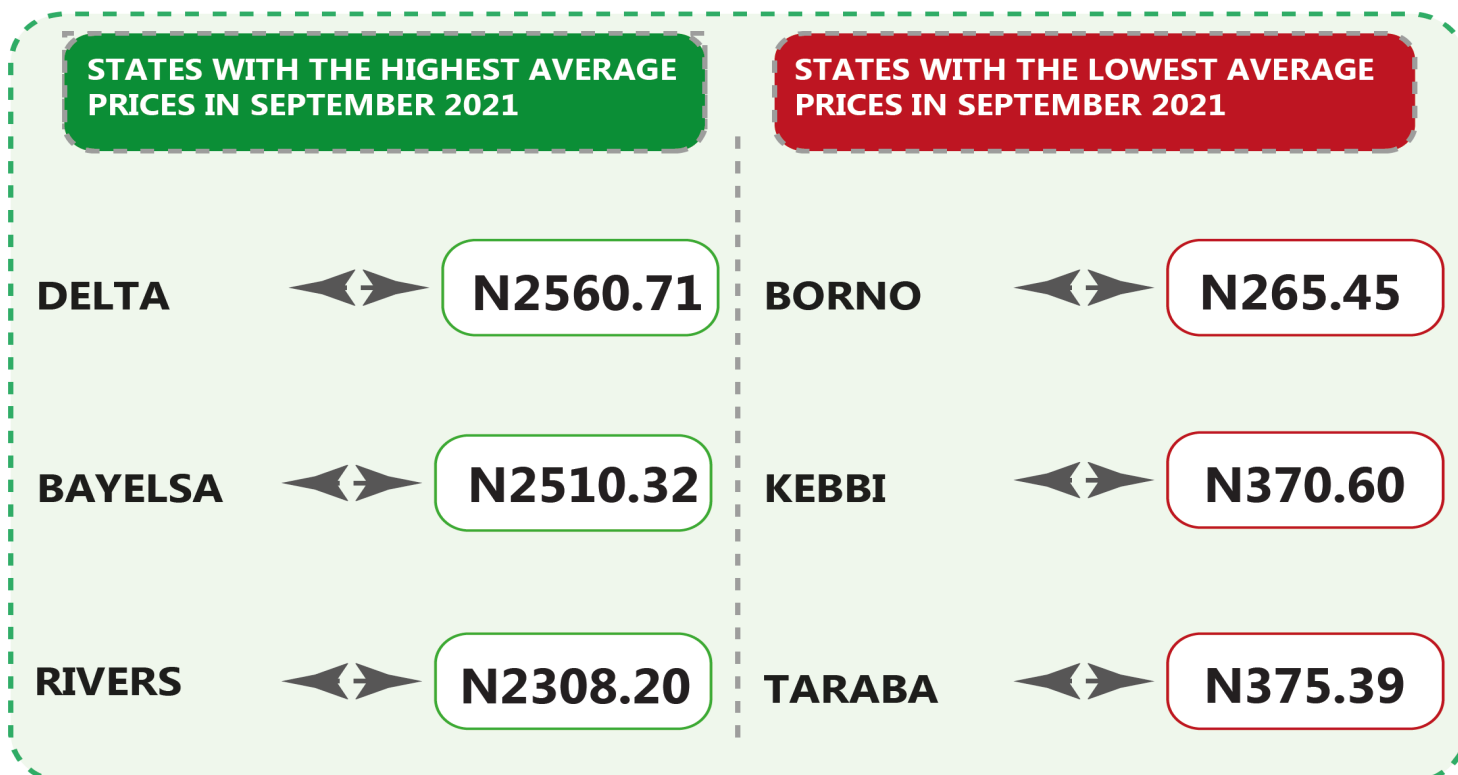 STATES WITH THE HIGHEST AVERAGE
PRICES IN SEPTEMBER 2021
DELTA N2560.71
BAYELSA N2510.32
RIVERS N2308.20
STATES WITH THE LOWEST AVERAGE
PRICES IN SEPTEMBER 2021
BORNO N265.45
KEBBI N370.60
TARABA N375.39